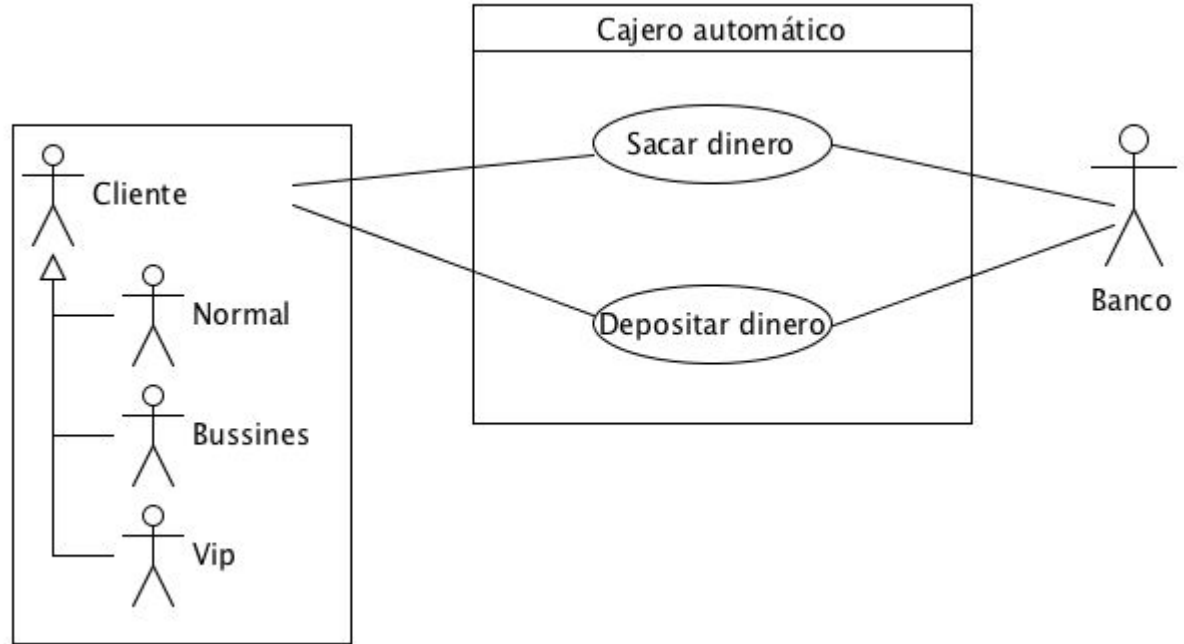 Cajero automático
Sacar dinero
Cliente
Normal
Depositar dinero
Banco
Bussines
Vip